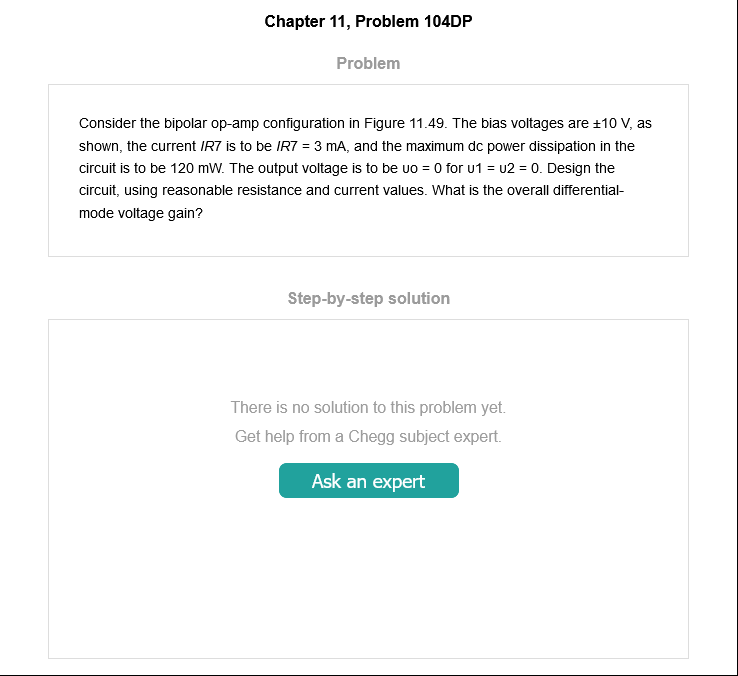 Chapter 11, Problem 104DP
Problem
Consider the bipolar op-amp configuration in Figure 11.49. The bias voltages are ±10 V, as
shown, the current IR7 is to be IR7 = 3 mA, and the maximum dc power dissipation in the
circuit is to be 120 mW. The output voltage is to be υo = 0 for υ1 = υ2 = 0. Design the
circuit, using reasonable resistance and current values. What is the overall differential-
mode voltage gain?
Step-by-step solution
There is no solution to this problem yet.
Get help from a Chegg subject expert.
Ask an expert